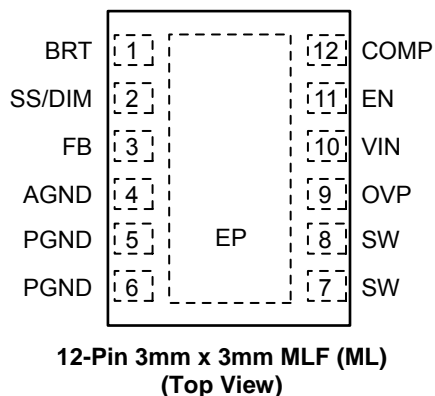 BRT 1 12 COMP
SS/DIM 2 11 EN
FB 3 10 VIN
AGND 4 9 OVP
PGND 5 EP 8 SW
PGND 6 7 SW
12-Pin 3mm x 3mm MLF (ML)
(Top View)